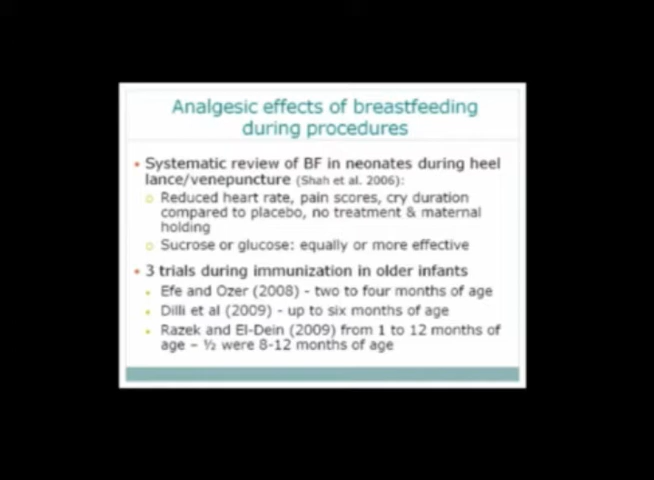 Analgesic effects of breastfeeding
during procedures
• Systematic review of BF in neonates during heel
lance/venepuncture (Shah et al. 2006):
o Reduced heart rate, pain scores, cry duration
compared to placebo, no treatment & maternal
holding
o Sucrose or glucose: equally or more effective
• 3 trials during immunization in older infants
• Efe and Ozer (2008) - two to four months of age
• Dilli et al (2009) - up to six months of age
• Razek and El-Dein (2009) from 1 to 12 months of
age – ½ were 8-12 months of age